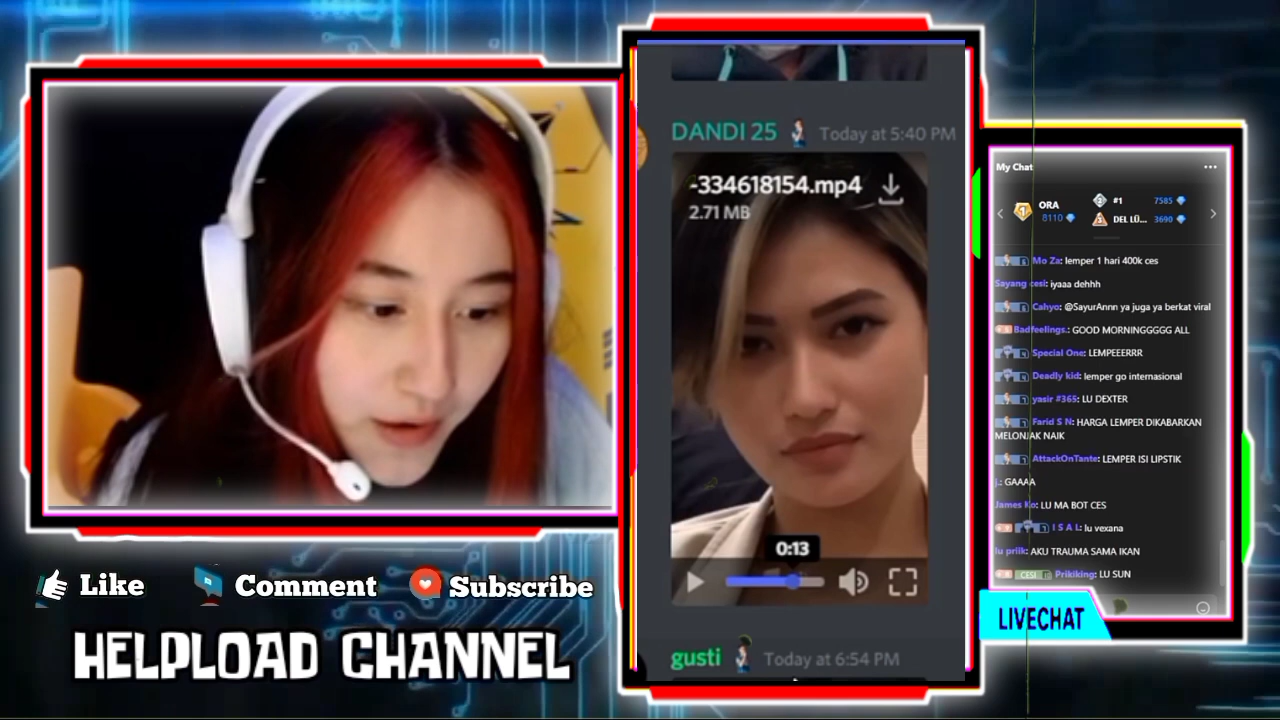 DANDI 25 Today at 5:40 PM
-334618154.mp4
2.71 MB
0:13
gusti Today at 6:54 PM
My Chat
ORA
8110
#1 7585
DEL LÜ... 3690
Mo Za: lemper 1 hari 400k ces
Sayang cesi: iyaaa dehhh
Cahyo: @SayurAnnn ya juga ya berkat viral
Badfeelings.: GOOD MORNINGGGGG ALL
Special One: LEMPEEERRR
Deadly kid: lemper go internasional
yasir #365: LU DEXTER
Farid S N: HARGA LEMPER DIKABARKAN
MELONJAK NAIK
AttackOnTante: LEMPER ISI LIPSTIK
j.: GAAAA
James Ko: LU MA BOT CES
I S A L: lu vexana
lu priik: AKU TRAUMA SAMA IKAN
Prikiking: LU SUN
LIVECHAT
Like Comment Subscribe
HELPLOAD CHANNEL